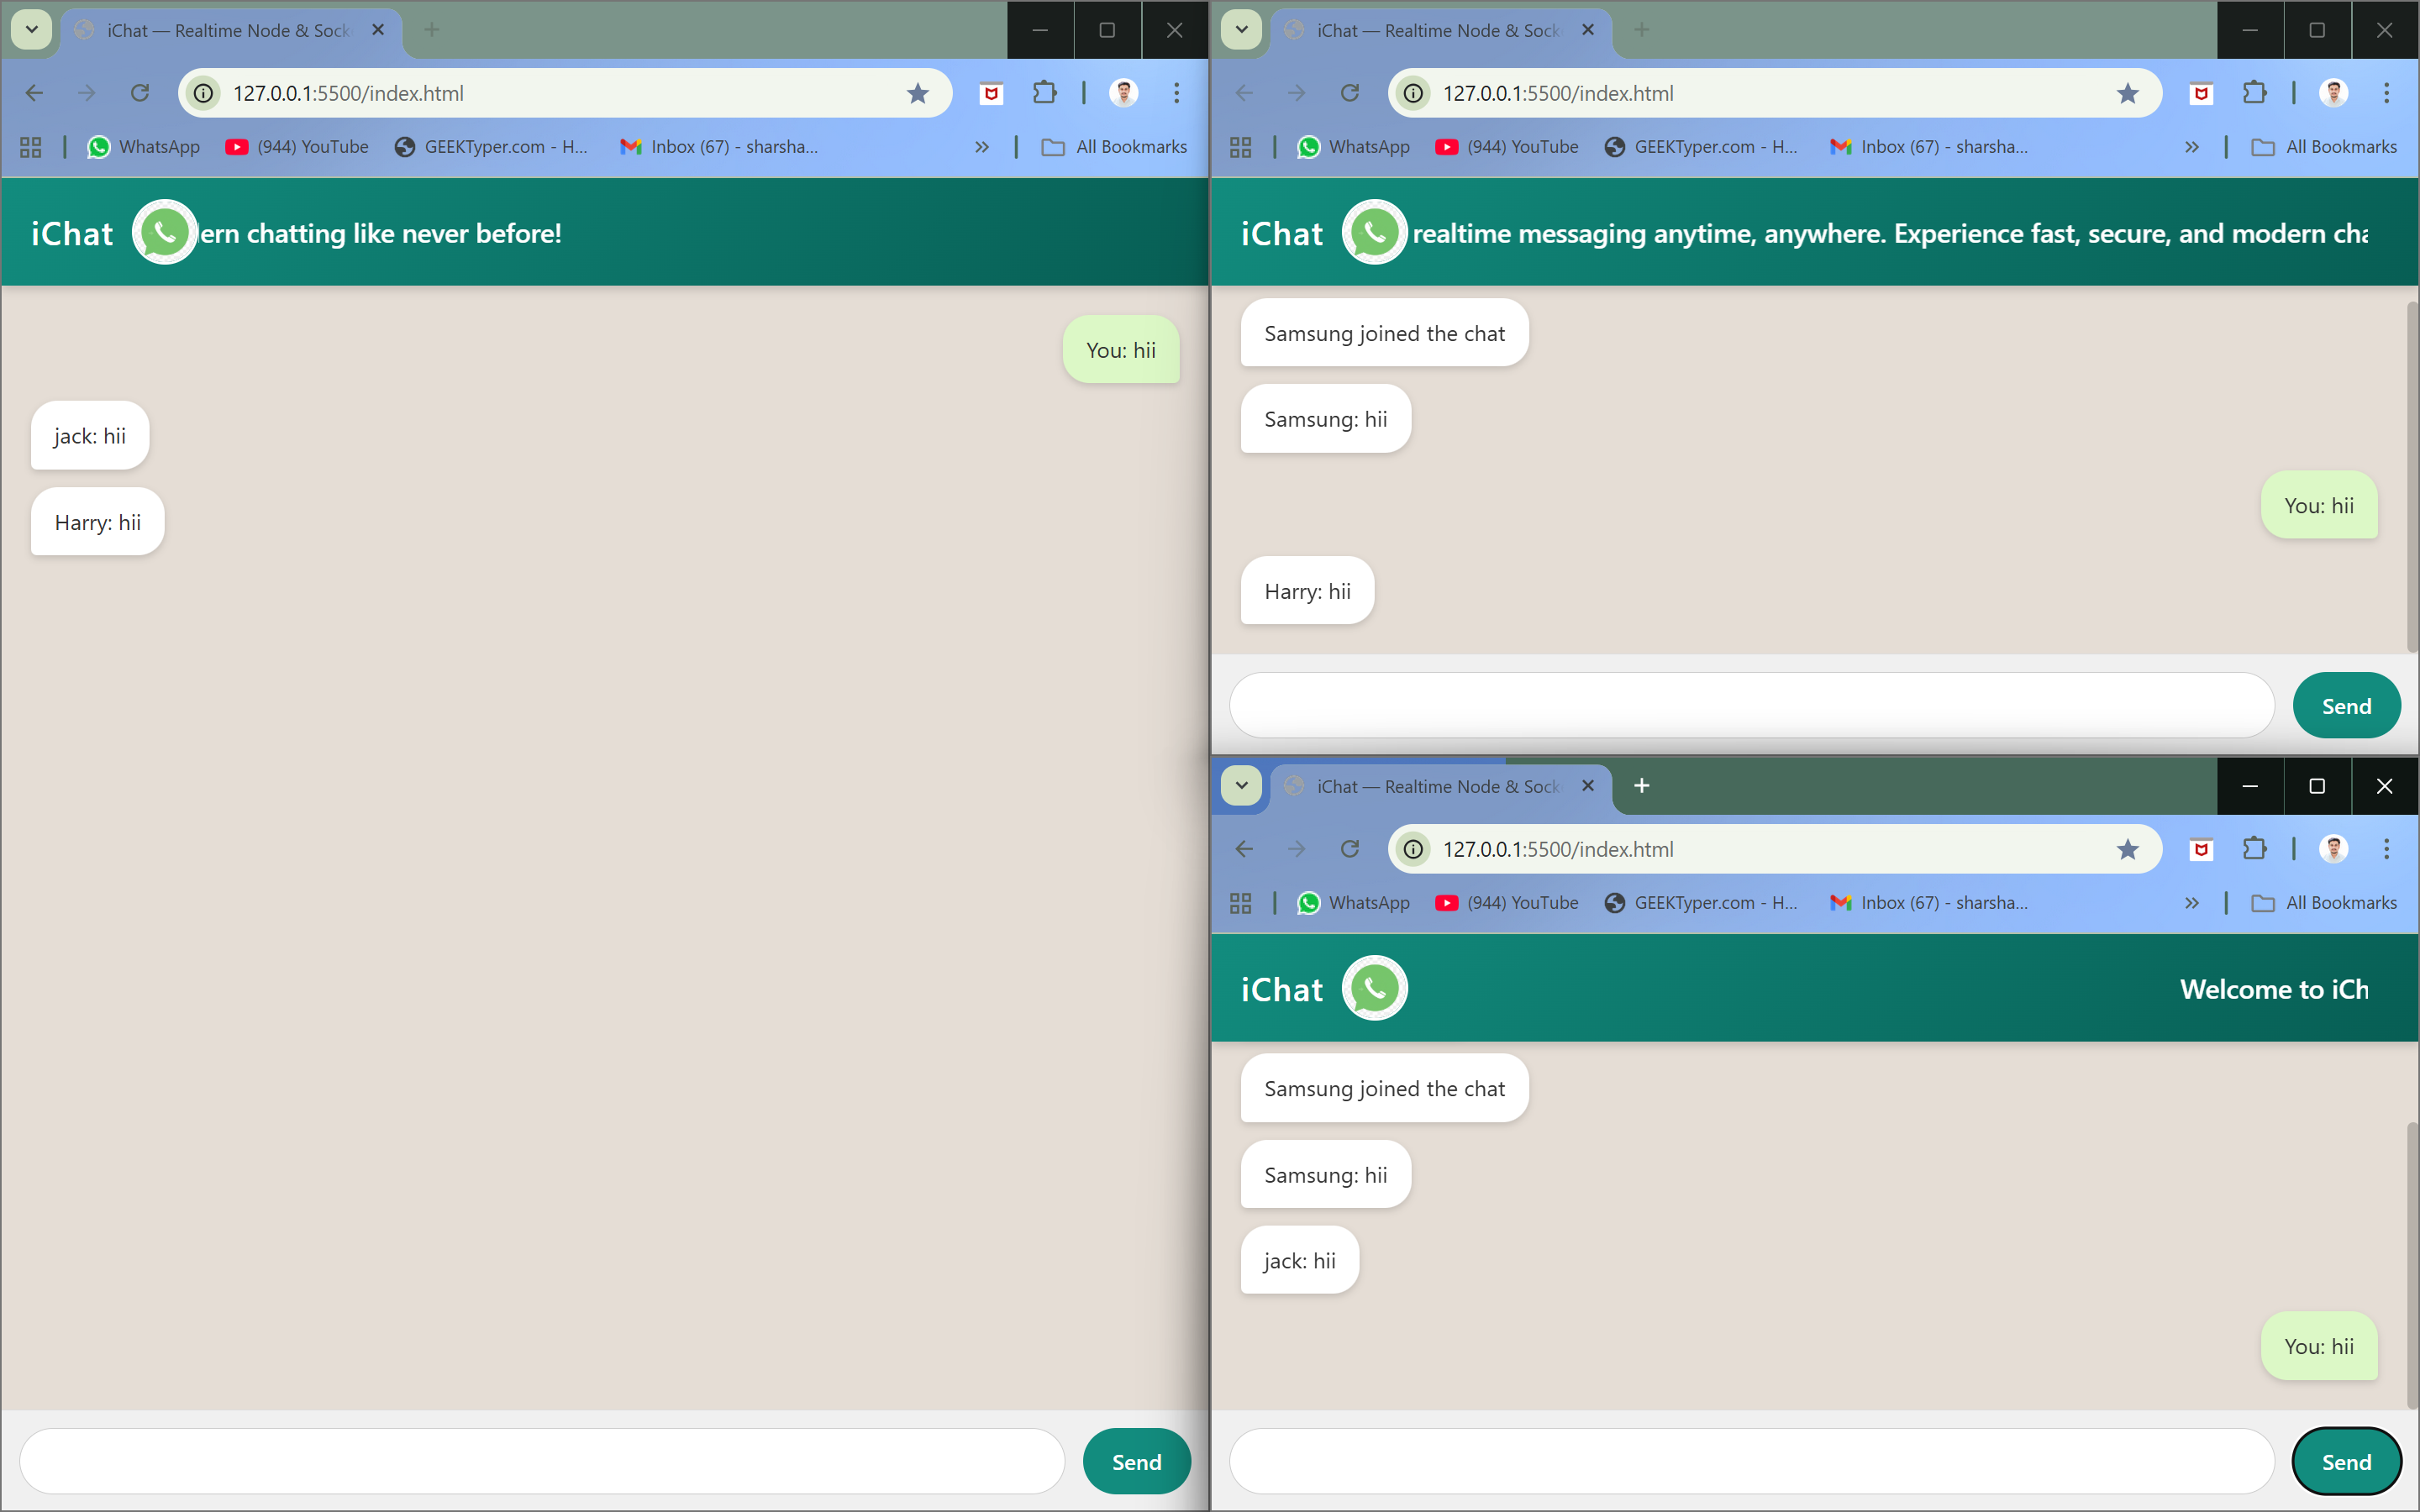 iChat — Realtime Node & Sock
127.0.0.1:5500/index.html
WhatsApp
(944) YouTube
GEEKTyper.com - H...
Inbox (67) - sharsha...
All Bookmarks
iChat
ern chatting like never before!
You: hii
jack: hii
Harry: hii
Send
iChat — Realtime Node & Sock
127.0.0.1:5500/index.html
WhatsApp
(944) YouTube
GEEKTyper.com - H...
Inbox (67) - sharsha...
All Bookmarks
iChat
realtime messaging anytime, anywhere. Experience fast, secure, and modern cha
Samsung joined the chat
Samsung: hii
You: hii
Harry: hii
Send
iChat — Realtime Node & Sock
127.0.0.1:5500/index.html
WhatsApp
(944) YouTube
GEEKTyper.com - H...
Inbox (67) - sharsha...
All Bookmarks
iChat
Welcome to iCh
Samsung joined the chat
Samsung: hii
jack: hii
You: hii
Send